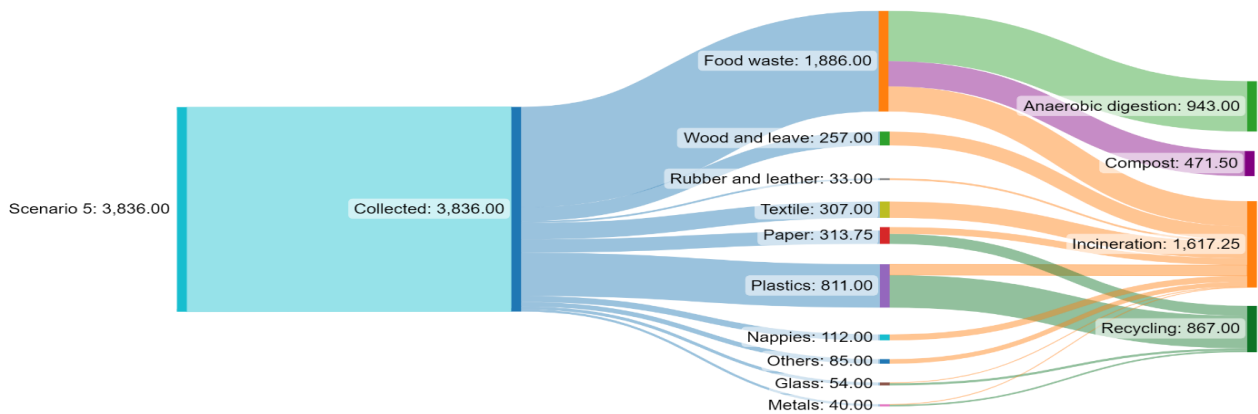 Food waste: 1,886.00
Anaerobic digestion: 943.00
Wood and leave: 257.00
Compost: 471.50
Rubber and leather: 33.00
Scenario 5: 3,836.00
Collected: 3,836.00
Textile: 307.00
Paper: 313.75
Incineration: 1,617.25
Plastics: 811.00
Recycling: 867.00
Nappies: 112.00
Others: 85.00
Glass: 54.00
Metals: 40.00